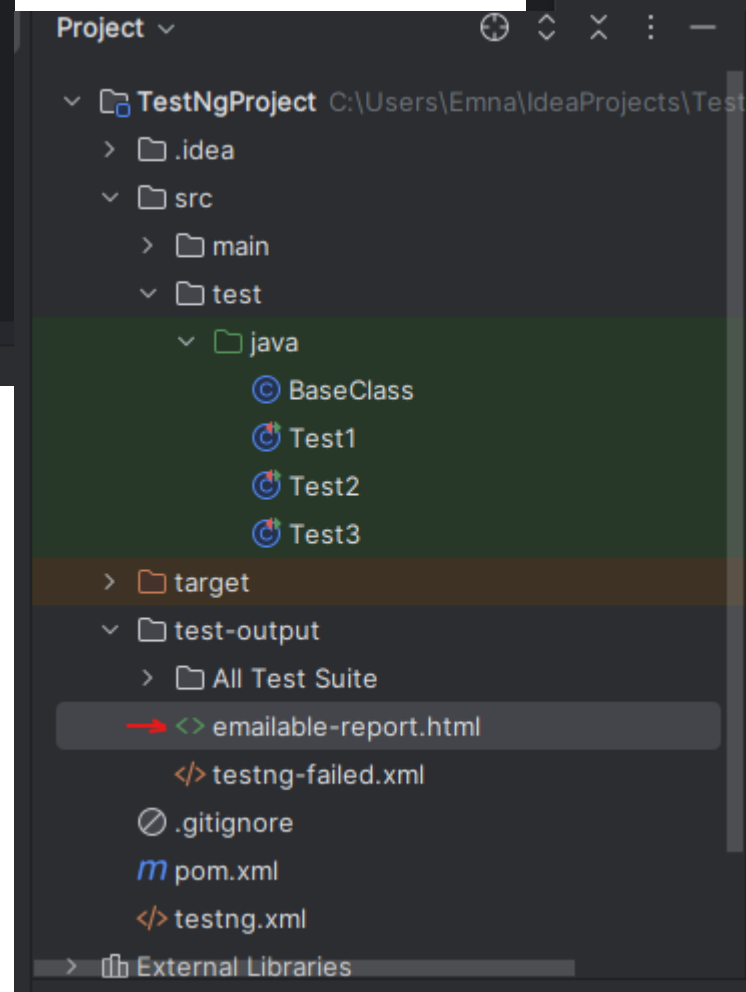 Project
TestNgProject C:\Users\Emna\IdeaProjects\Test
.idea
src
main
test
java
BaseClass
Test1
Test2
Test3
target
test-output
All Test Suite
emailable-report.html
testng-failed.xml
.gitignore
pom.xml
testng.xml
External Libraries